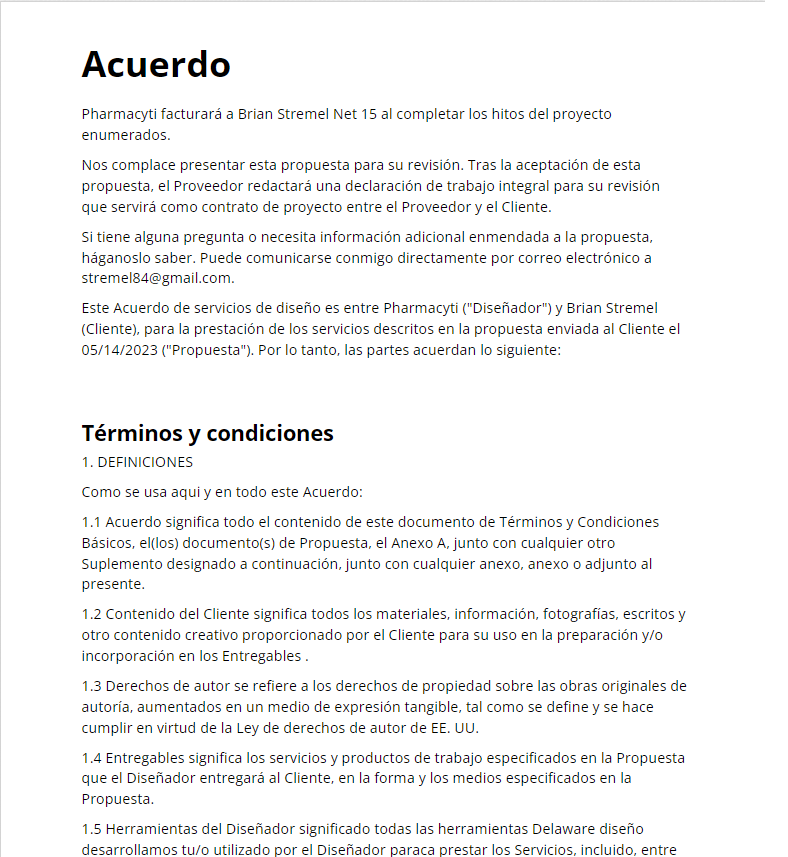 Acuerdo
Pharmacyti facturará a Brian Stremel Net 15 al completar los hitos del proyecto
enumerados.
Nos complace presentar esta propuesta para su revisión. Tras la aceptación de esta
propuesta, el Proveedor redactará una declaración de trabajo integral para su revisión
que servirá como contrato de proyecto entre el Proveedor y el Cliente.
Si tiene alguna pregunta o necesita información adicional enmendada a la propuesta,
háganoslo saber. Puede comunicarse conmigo directamente por correo electrónico a
stremel84@gmail.com.
Este Acuerdo de servicios de diseño es entre Pharmacyti ("Diseñador") y Brian Stremel
(Cliente), para la prestación de los servicios descritos en la propuesta enviada al Cliente el
05/14/2023 ("Propuesta"). Por lo tanto, las partes acuerdan lo siguiente:
Términos y condiciones
1. DEFINICIONES
Como se usa aqui y en todo este Acuerdo:
1.1 Acuerdo significa todo el contenido de este documento de Términos y Condiciones
Básicos, el(los) documento(s) de Propuesta, el Anexo A, junto con cualquier otro
Suplemento designado a continuación, junto con cualquier anexo, anexo o adjunto al
presente.
1.2 Contenido del Cliente significa todos los materiales, información, fotografías, escritos y
otro contenido creativo proporcionado por el Cliente para su uso en la preparación y/o
incorporación en los Entregables .
1.3 Derechos de autor se refiere a los derechos de propiedad sobre las obras originales de
autoría, aumentados en un medio de expresión tangible, tal como se define y se hace
cumplir en virtud de la Ley de derechos de autor de EE. UU.
1.4 Entregables significa los servicios y productos de trabajo especificados en la Propuesta
que el Diseñador entregará al Cliente, en la forma y los medios especificados en la
Propuesta.
1.5 Herramientas del Diseñador significado todas las herramientas Delaware diseño
desarrollamos tu/o utilizado por el Diseñador paraca prestar los Servicios, incluido, entre